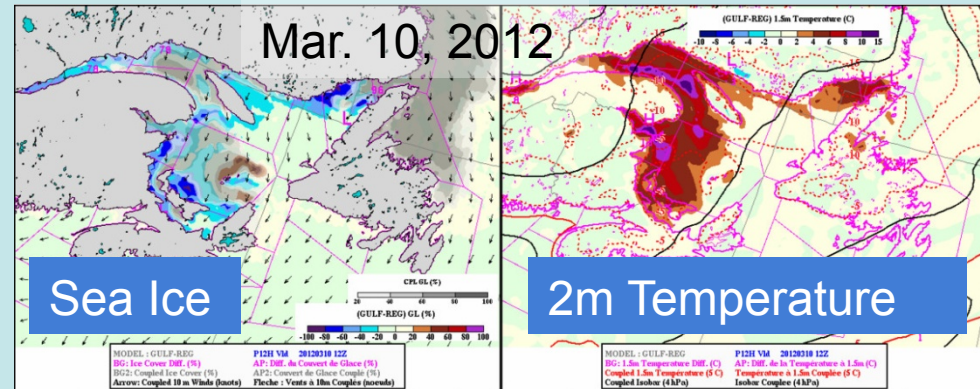 Mar. 10, 2012
(GULF-REG) 1.5m Temperature (C)
-10 -8 -6 -4 -2 0 2 4 6 8 10 15
CPL GL (%)
20 40 60 80 100
(GULF-REG) GL (%)
-100 -80 -60 -40 -20 0 20 40 60 80 100
Sea Ice
2m Temperature
MODEL : GULF-REG
P12H Vld 20120310 12Z
BG: Ice Cover Diff. (%)
AP: Diff. du Couvert de Glace (%)
BG2: Coupled Ice Cover (%)
AP2: Couvert de Glace Couplé (%)
Arrow: Coupled 10 m Winds (knots)
Fleche : Vents à 10m Couplés (noeuds)
MODEL : GULF-REG
P12H Vld 20120310 12Z
BG: 1.5m Temperature Diff. (C)
AP: Diff. de la Température à 1.5m (C)
Coupled 1.5m Temperature (5 C)
Température à 1.5m Couplée (5 C)
Coupled Isobar (4 kPa)
Isobar Couplee (4 kPa)